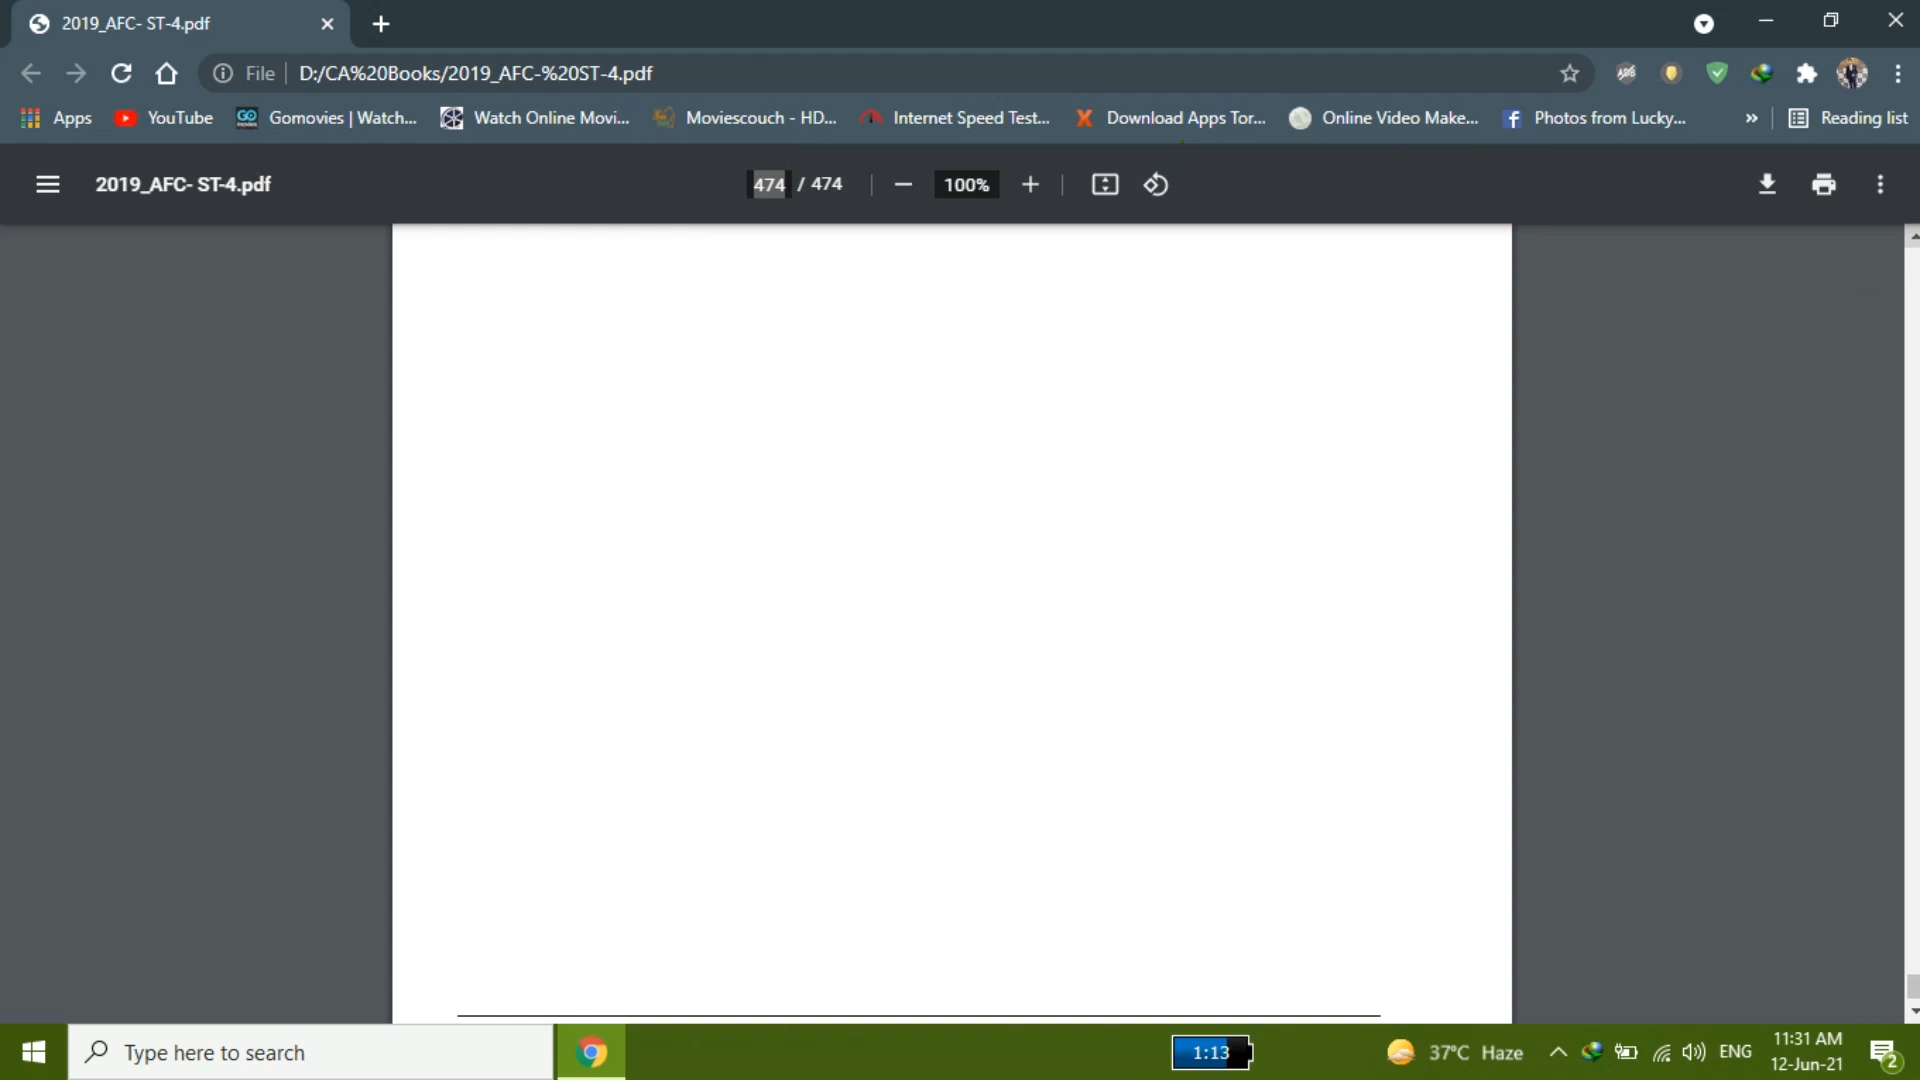 2019_AFC- ST-4.pdf
File
D:/CA%20Books/2019_AFC-%20ST-4.pdf
Apps
YouTube
Gomovies | Watch...
Watch Online Movi...
Moviescouch - HD...
Internet Speed Test...
Download Apps Tor...
Online Video Make...
Photos from Lucky...
»
Reading list
2019_AFC- ST-4.pdf
474 / 474
100%
Type here to search
1:13
37°C Haze
ENG
11:31 AM
12-Jun-21
2